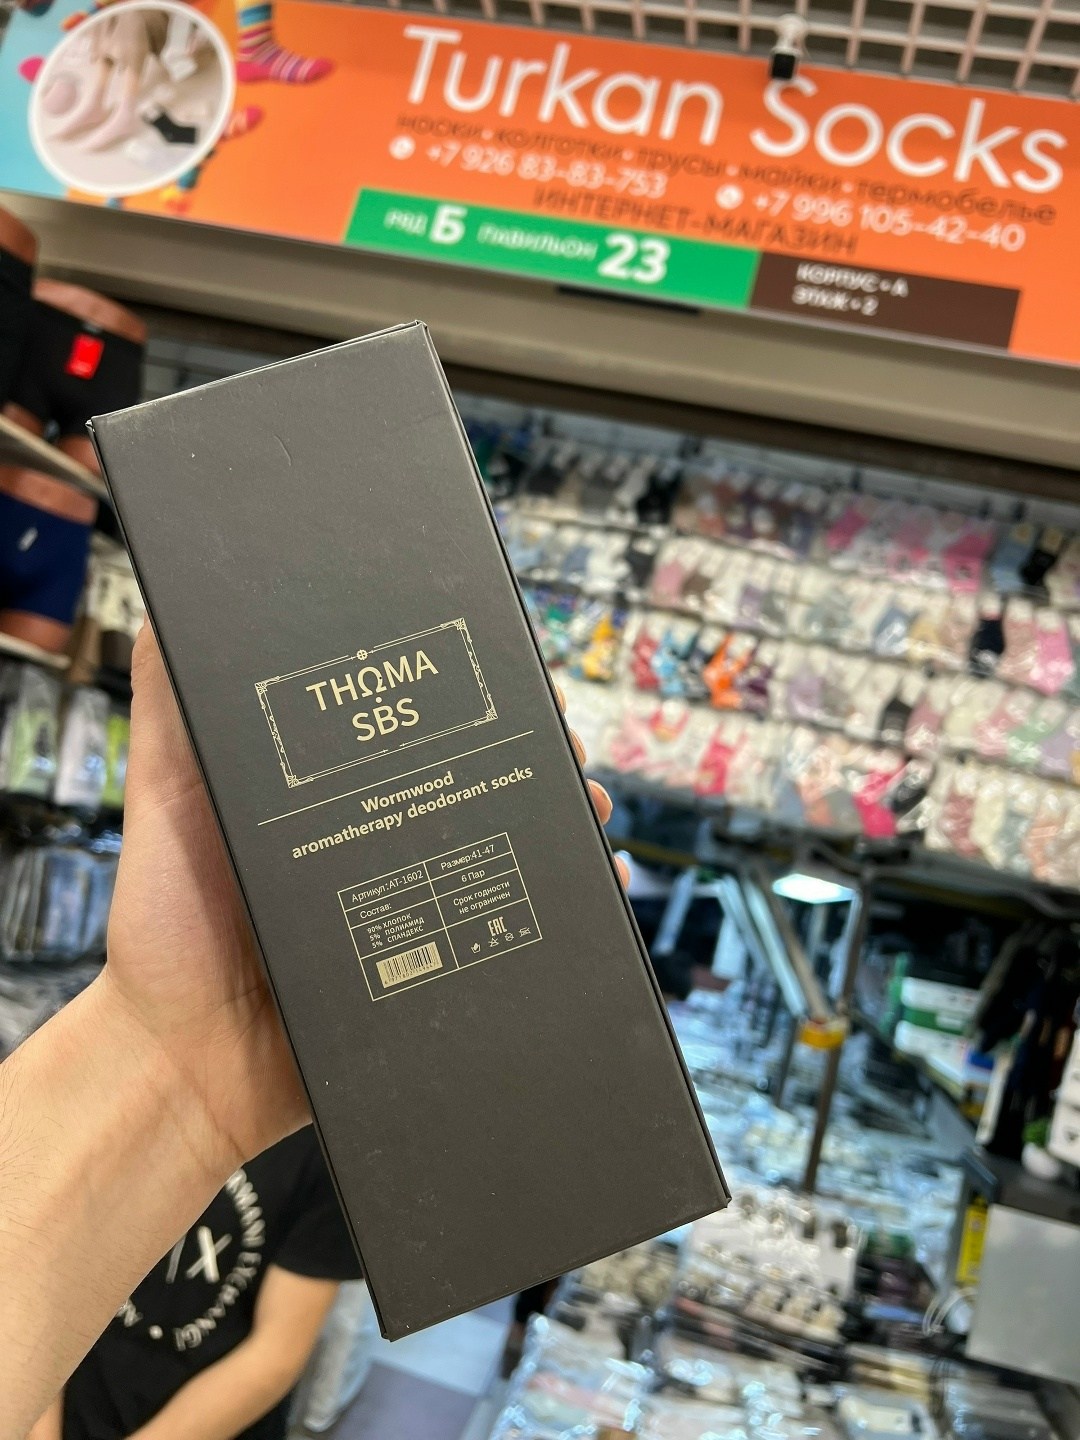 Turkan Socks
носки•колготки•трусы•майки•термобелье
+7 926 83-83-753
+7 996 105-42-40
ИНТЕРНЕТ-МАГАЗИН
РЯД Б ПАВИЛЬОН 23
КОРПУС • А
ЭТАЖ • 2
THΩMA
SBS
Wormwood
aromatherapy deodorant socks
Артикул: AT-1602
Размер:41-47
Состав:
6 Пар
90% ХЛОПОК
5% ПОЛИАМИД
5% СПАНДЕКС
Срок годности
не ограничен
EAC
EXCHANGE